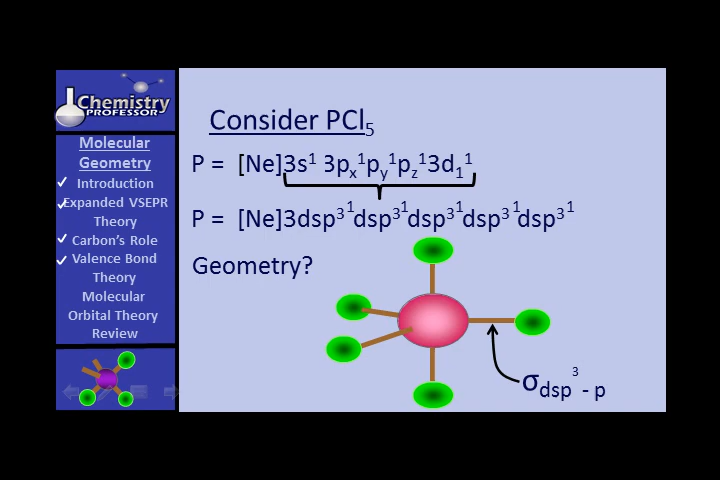 Chemistry
PROFESSOR
Molecular
Geometry
Introduction
Expanded VSEPR
Theory
Carbon's Role
Valence Bond
Theory
Molecular
Orbital Theory
Review
Consider PCl₅
P = [Ne]3s¹ 3pₓ¹pᵧ¹p_z¹3d₁¹
P = [Ne]3dsp³¹dsp³¹dsp³¹dsp³¹dsp³¹
Geometry?
σdsp³ - p